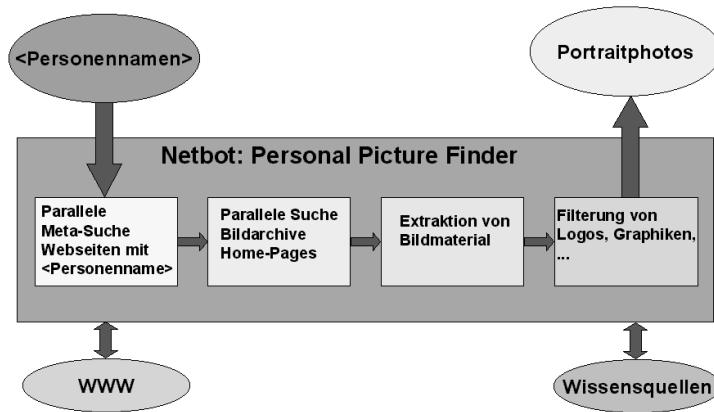 <Personennamen>
Portraitphotos
Netbot: Personal Picture Finder
Parallele
Meta-Suche
Webseiten mit
<Personenname>
Parallele Suche
Bildarchive
Home-Pages
Extraktion von
Bildmaterial
Filterung von
Logos, Graphiken,
...
WWW
Wissensquellen